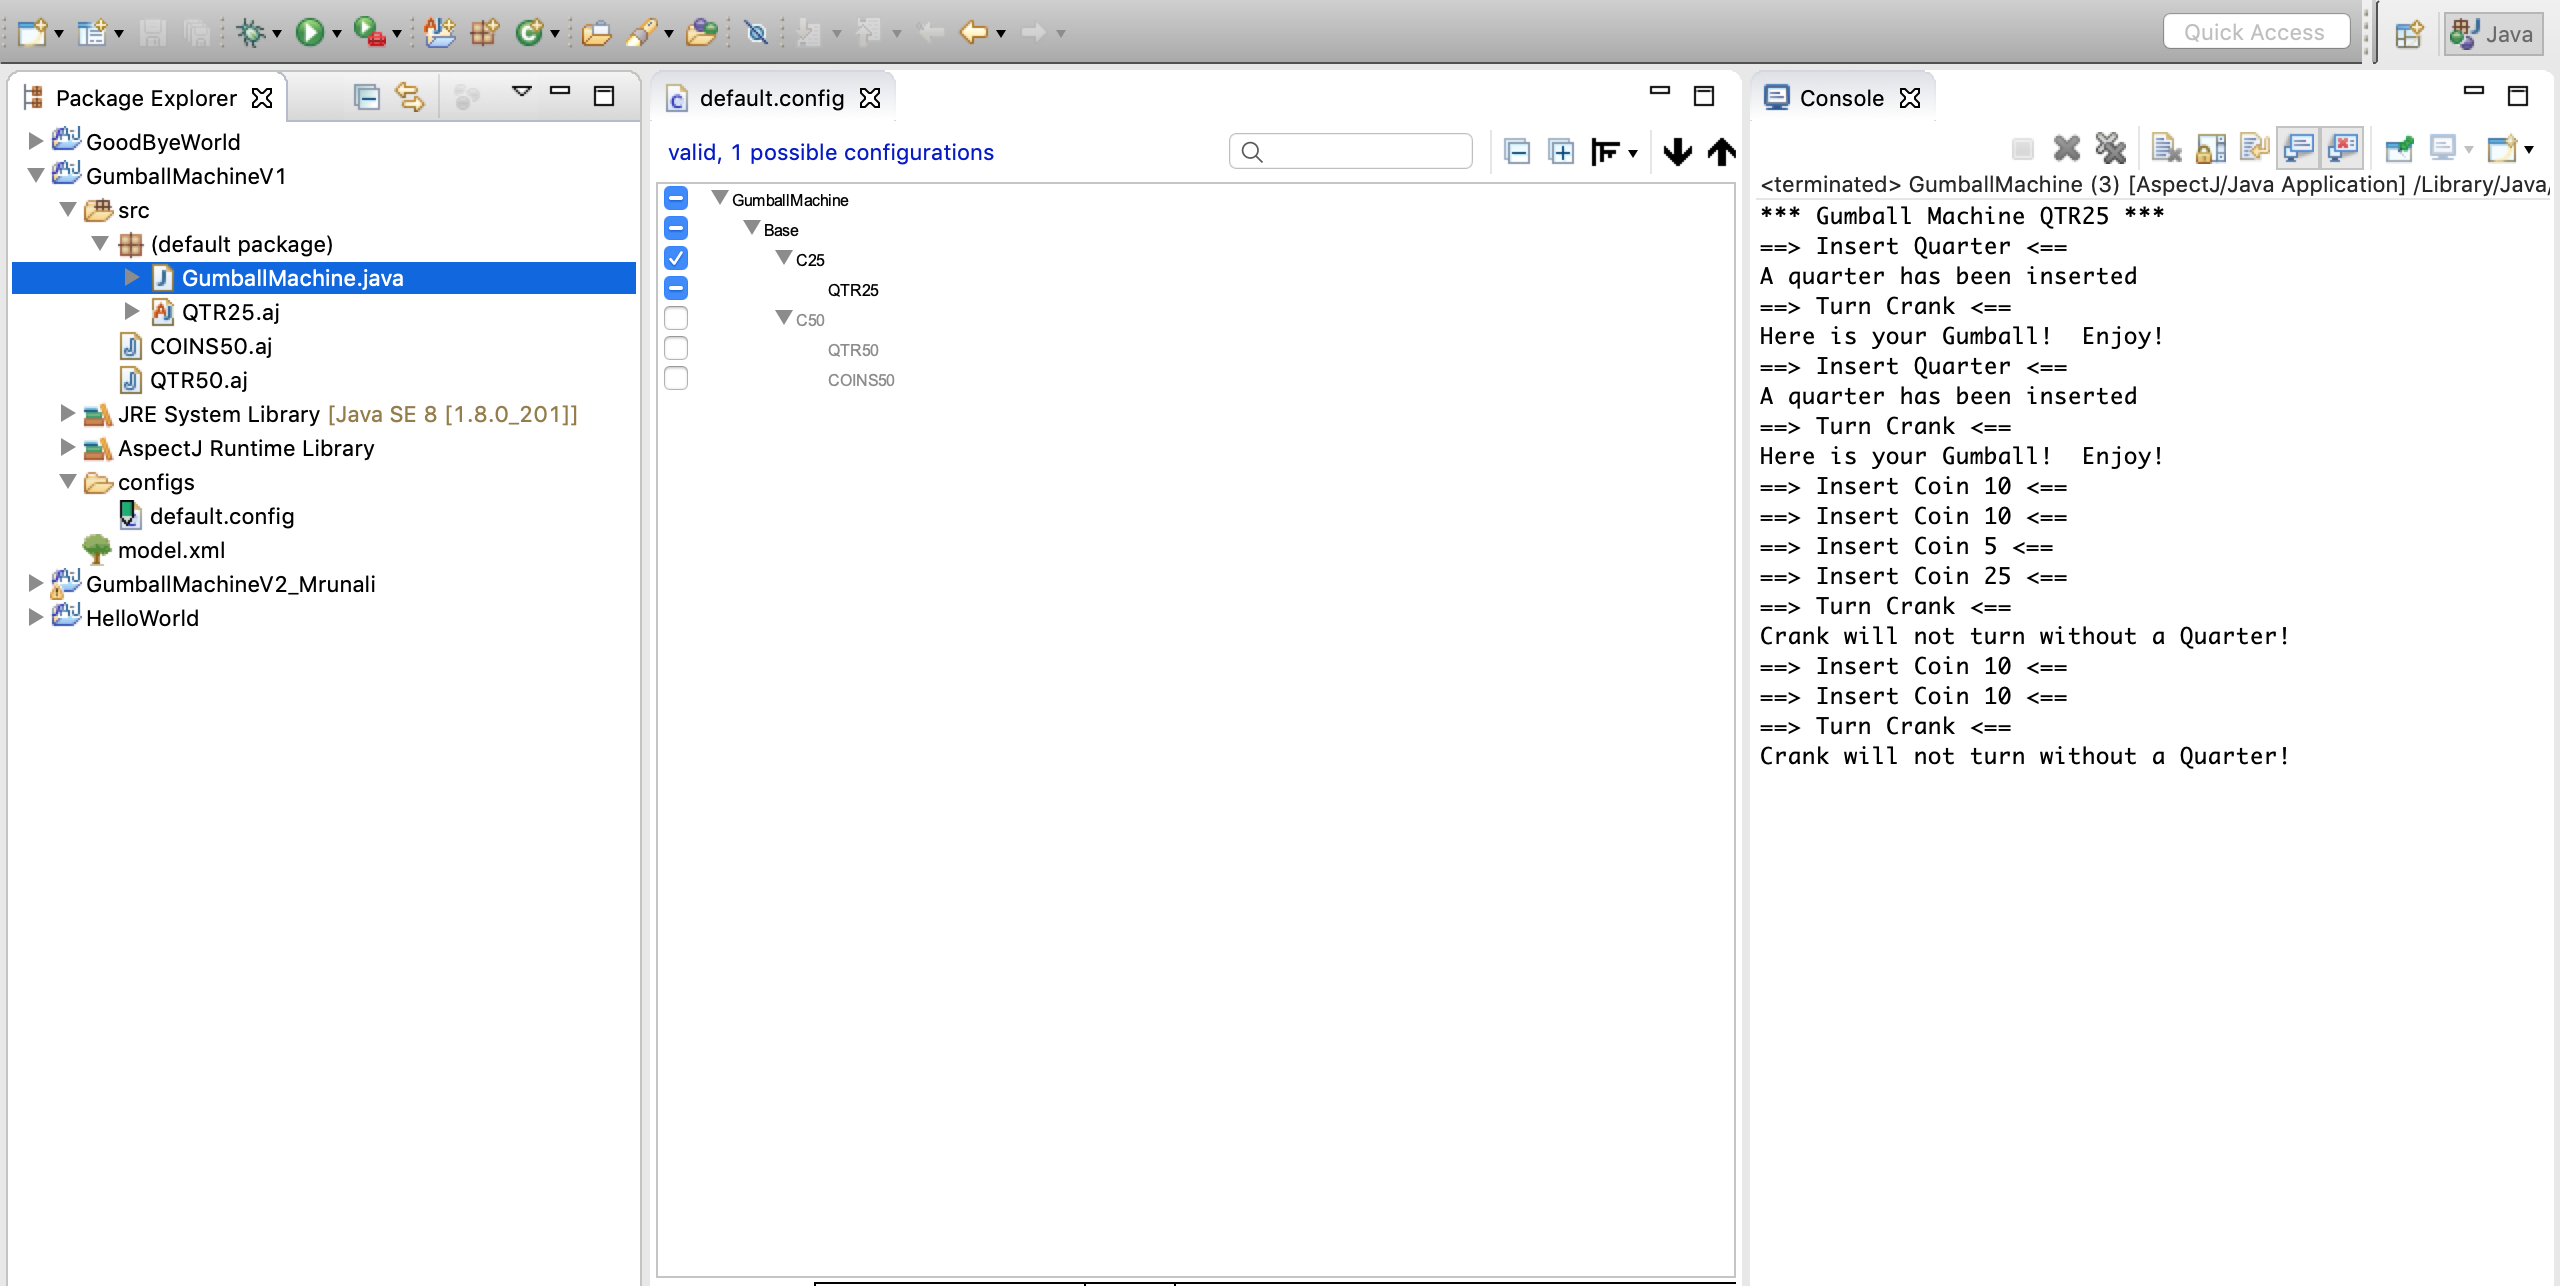 Quick Access
Java
Package Explorer
GoodByeWorld
GumballMachineV1
src
(default package)
GumballMachine.java
QTR25.aj
COINS50.aj
QTR50.aj
JRE System Library [Java SE 8 [1.8.0_201]]
AspectJ Runtime Library
configs
default.config
model.xml
GumballMachineV2_Mrunali
HelloWorld
default.config
valid, 1 possible configurations
GumballMachine
Base
C25
QTR25
C50
QTR50
COINS50
Console
<terminated> GumballMachine (3) [AspectJ/Java Application] /Library/Java/
*** Gumball Machine QTR25 ***
==> Insert Quarter <==
A quarter has been inserted
==> Turn Crank <==
Here is your Gumball!  Enjoy!
==> Insert Quarter <==
A quarter has been inserted
==> Turn Crank <==
Here is your Gumball!  Enjoy!
==> Insert Coin 10 <==
==> Insert Coin 10 <==
==> Insert Coin 5 <==
==> Insert Coin 25 <==
==> Turn Crank <==
Crank will not turn without a Quarter!
==> Insert Coin 10 <==
==> Insert Coin 10 <==
==> Turn Crank <==
Crank will not turn without a Quarter!